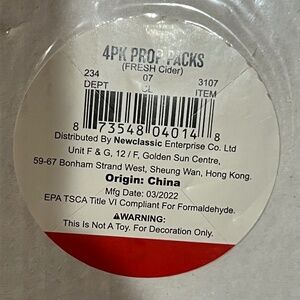 4PK PROP PACKS
(FRESH Cider)
234 07 3107
DEPT CL ITEM
8 73548 04014 8
Distributed By Newclassic Enterprise Co. Ltd
Unit F & G, 12 / F, Golden Sun Centre,
59-67 Bonham Strand West, Sheung Wan, Hong Kong.
Origin: China
Mfg Date: 03/2022
EPA TSCA Title VI Compliant For Formaldehyde.
⚠WARNING:
This Is Not A Toy. For Decoration Only.